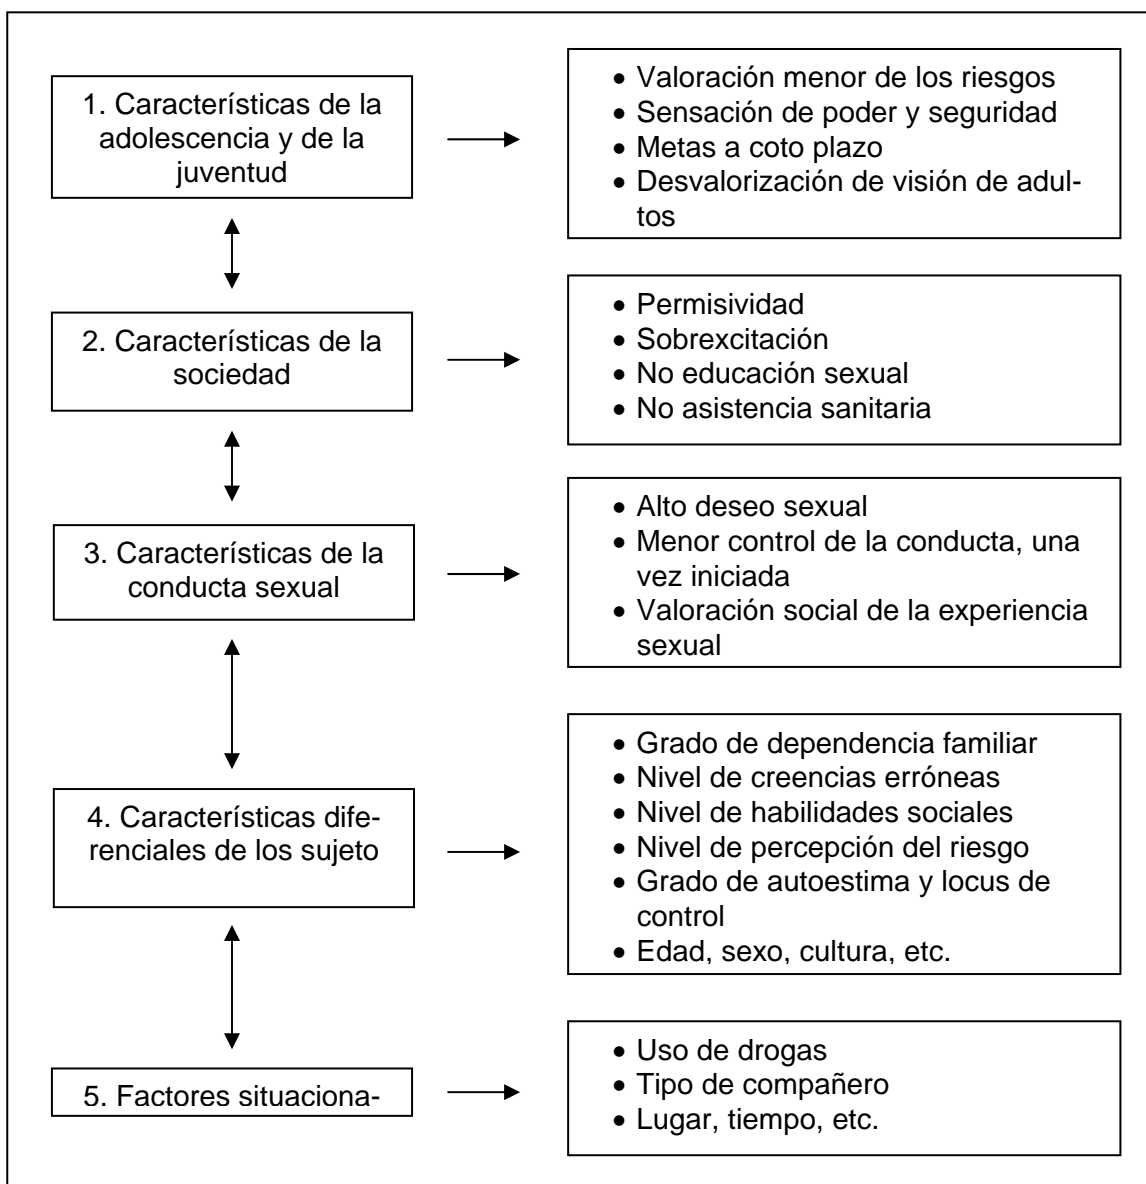 1. Características de la
adolescencia y de la
juventud
• Valoración menor de los riesgos
• Sensación de poder y seguridad
• Metas a coto plazo
• Desvalorización de visión de adul-
tos
2. Características de la
sociedad
• Permisividad
• Sobrexcitación
• No educación sexual
• No asistencia sanitaria
3. Características de la
conducta sexual
• Alto deseo sexual
• Menor control de la conducta, una
vez iniciada
• Valoración social de la experiencia
sexual
4. Características dife-
renciales de los sujeto
• Grado de dependencia familiar
• Nivel de creencias erróneas
• Nivel de habilidades sociales
• Nivel de percepción del riesgo
• Grado de autoestima y locus de
control
• Edad, sexo, cultura, etc.
5. Factores situaciona-
• Uso de drogas
• Tipo de compañero
• Lugar, tiempo, etc.